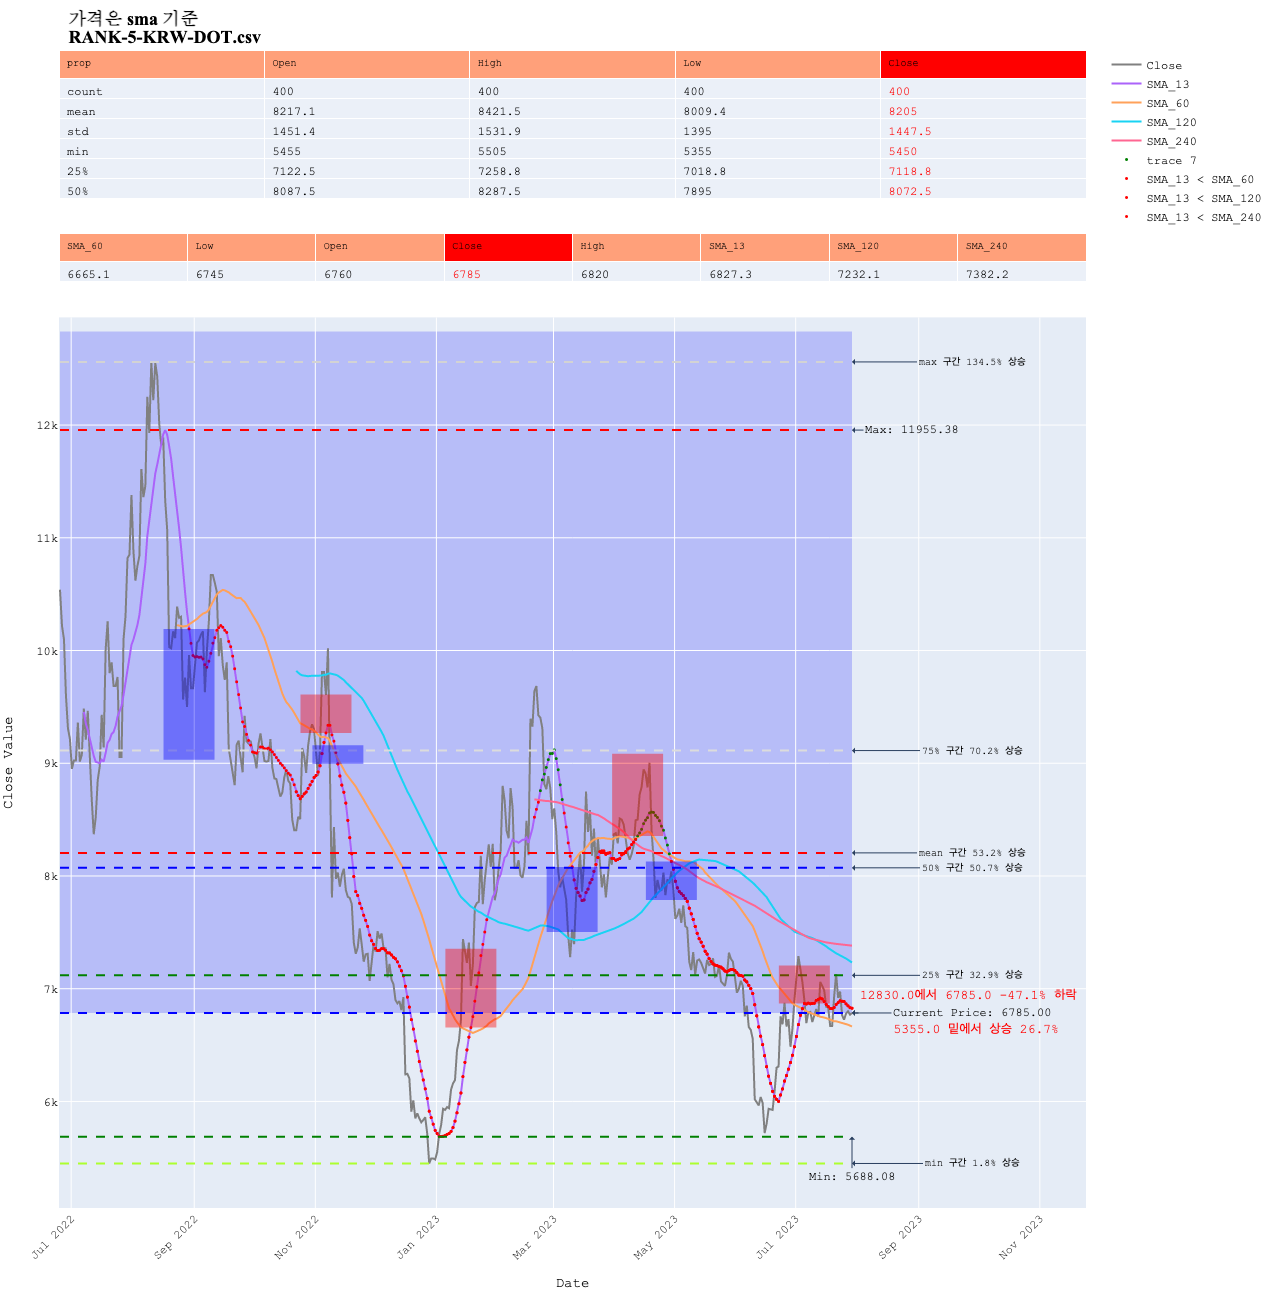 가격은 sma 기준
RANK-5-KRW-DOT.csv
prop Open High Low Close
count 400 400 400 400
mean 8217.1 8421.5 8009.4 8205
std 1451.4 1531.9 1395 1447.5
min 5455 5505 5355 5450
25% 7122.5 7258.8 7018.8 7118.8
50% 8087.5 8287.5 7895 8072.5
SMA_60 Low Open Close High SMA_13 SMA_120 SMA_240
6665.1 6745 6760 6785 6820 6827.3 7232.1 7382.2
Close
SMA_13
SMA_60
SMA_120
SMA_240
trace 7
SMA_13 < SMA_60
SMA_13 < SMA_120
SMA_13 < SMA_240
max 구간 134.5% 상승
Max: 11955.38
75% 구간 70.2% 상승
mean 구간 53.2% 상승
50% 구간 50.7% 상승
25% 구간 32.9% 상승
12830.0에서 6785.0 -47.1% 하락
Current Price: 6785.00
5355.0 밑에서 상승 26.7%
min 구간 1.8% 상승
Min: 5688.08
12k
11k
10k
9k
8k
7k
6k
Close Value
Jul 2022
Sep 2022
Nov 2022
Jan 2023
Mar 2023
May 2023
Jul 2023
Sep 2023
Nov 2023
Date